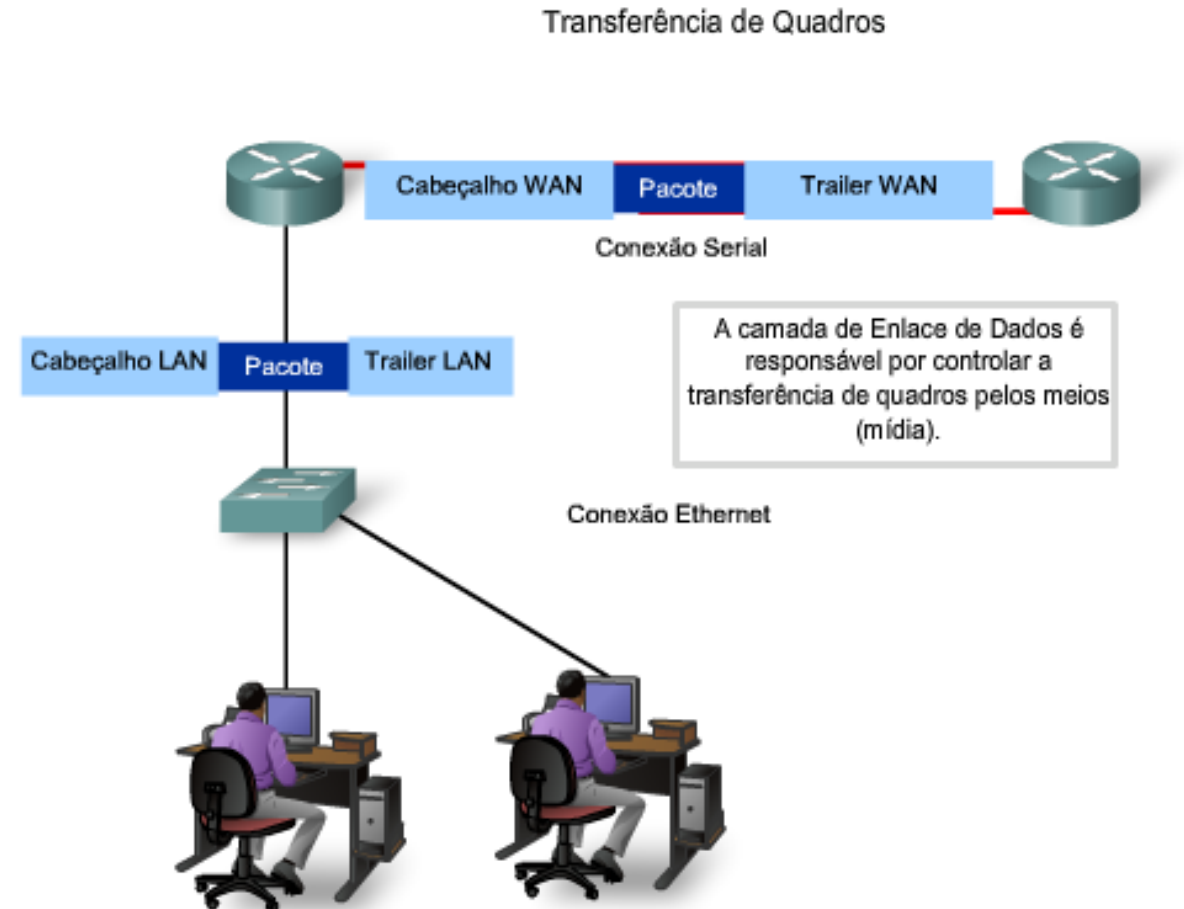 Transferência de Quadros
Cabeçalho WAN
Pacote
Trailer WAN
Conexão Serial
Cabeçalho LAN
Pacote
Trailer LAN
A camada de Enlace de Dados é
responsável por controlar a
transferência de quadros pelos meios
(mídia).
Conexão Ethernet